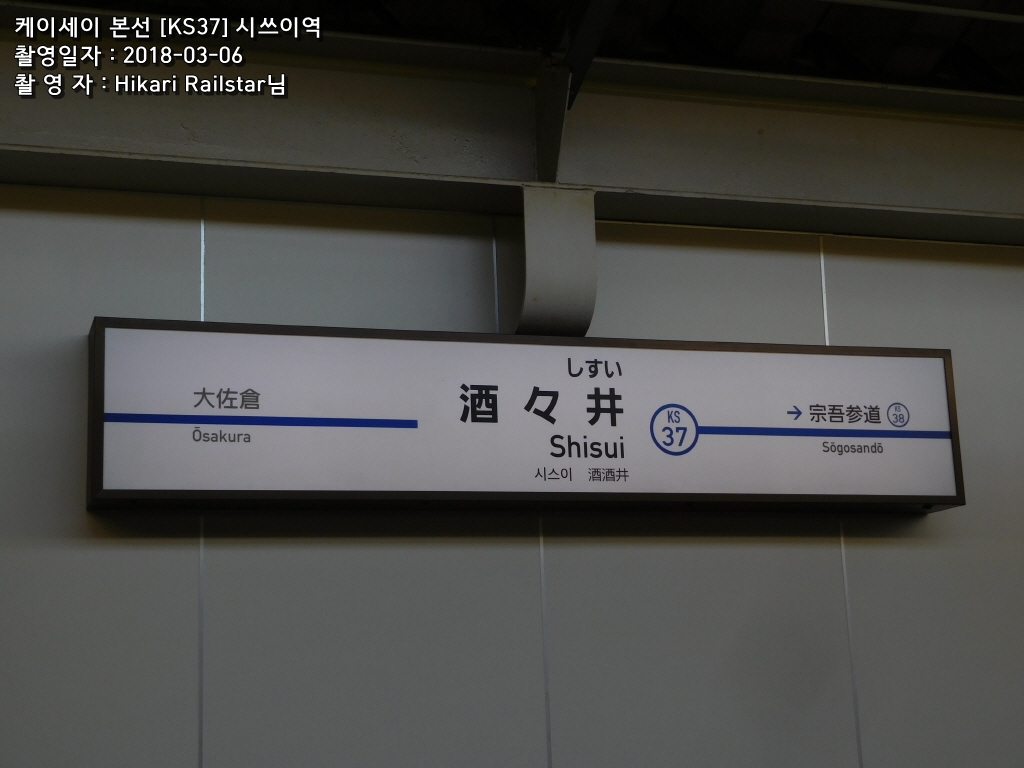 케이세이 본선 [KS37] 시쓰이역
촬영일자 : 2018-03-06
촬 영 자 : Hikari Railstar님
大佐倉
Ōsakura
しすい
酒々井
Shisui
시스이 酒酒井
KS
37
→ 宗吾参道 KS 38
Sōgosandō